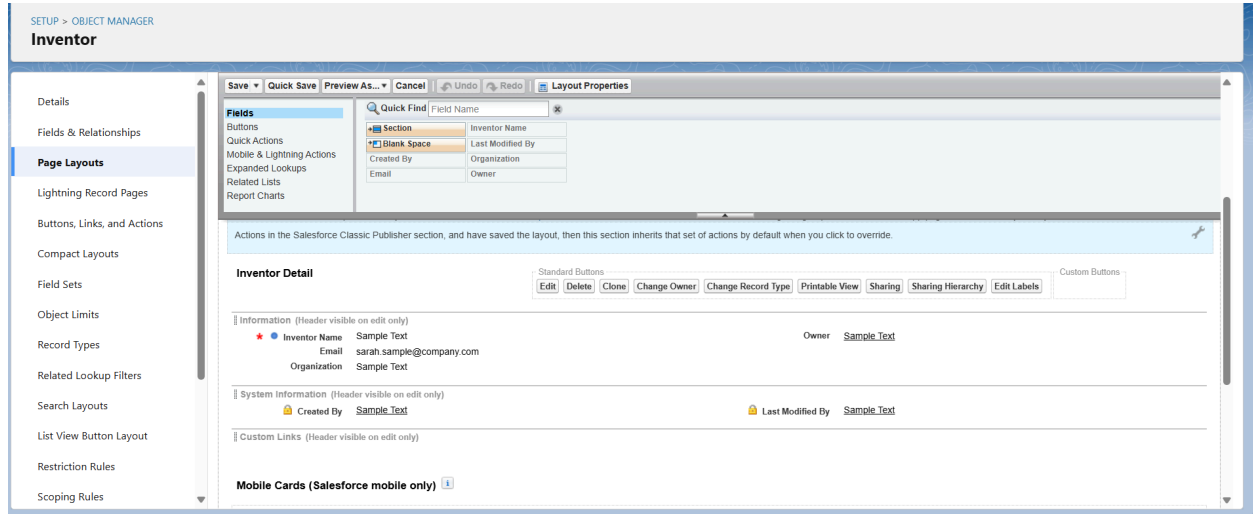 SETUP > OBJECT MANAGER
Inventor
Details
Fields & Relationships
Page Layouts
Lightning Record Pages
Buttons, Links, and Actions
Compact Layouts
Field Sets
Object Limits
Record Types
Related Lookup Filters
Search Layouts
List View Button Layout
Restriction Rules
Scoping Rules
Save Quick Save Preview As... Cancel Undo Redo Layout Properties
Fields
Buttons
Quick Actions
Mobile & Lightning Actions
Expanded Lookups
Related Lists
Report Charts
Quick Find Field Name
Section Inventor Name
Blank Space Last Modified By
Created By Organization
Email Owner
Actions in the Salesforce Classic Publisher section, and have saved the layout, then this section inherits that set of actions by default when you click to override.
Inventor Detail
Standard Buttons
Edit Delete Clone Change Owner Change Record Type Printable View Sharing Sharing Hierarchy Edit Labels
Custom Buttons
Information (Header visible on edit only)
Inventor Name Sample Text Owner Sample Text
Email sarah.sample@company.com
Organization Sample Text
System Information (Header visible on edit only)
Created By Sample Text Last Modified By Sample Text
Custom Links (Header visible on edit only)
Mobile Cards (Salesforce mobile only) i